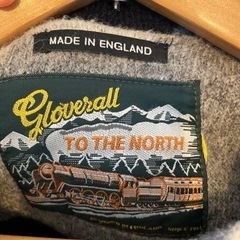 MADE IN ENGLAND
Gloverall
TO THE NORTH